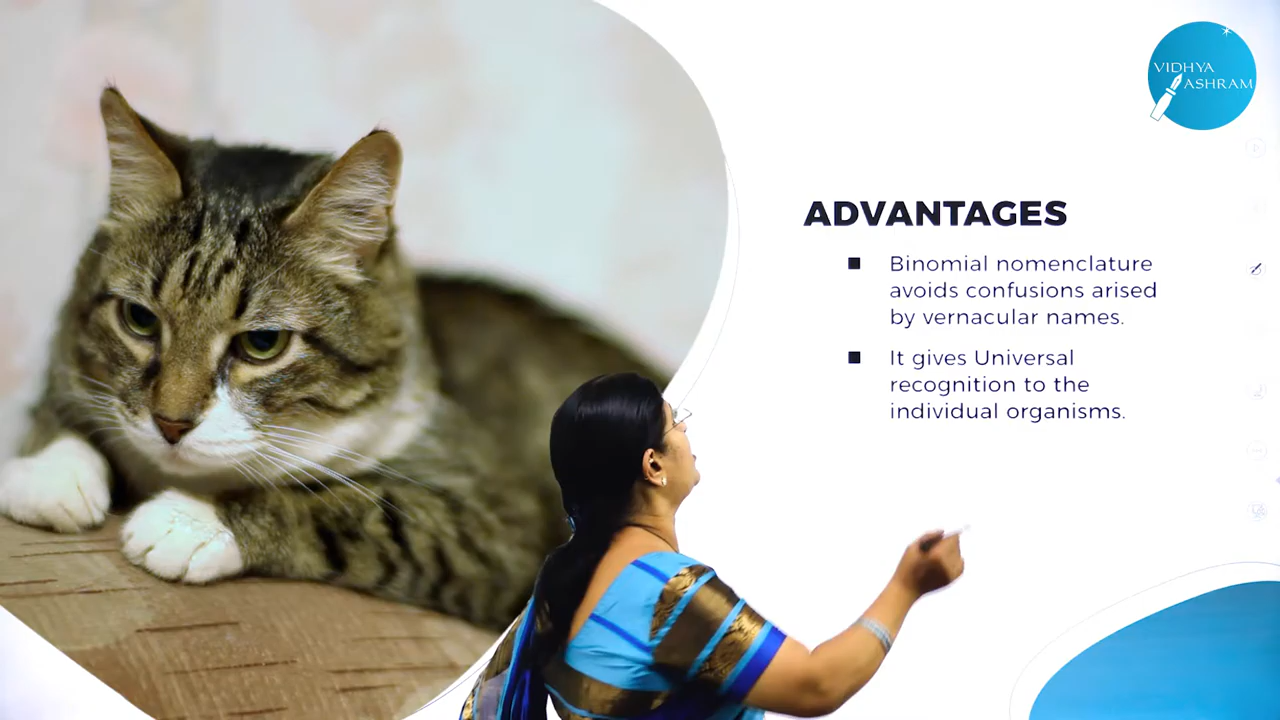 VIDHYA
ASHRAM
ADVANTAGES
Binomial nomenclature
avoids confusions arised
by vernacular names.
It gives Universal
recognition to the
individual organisms.